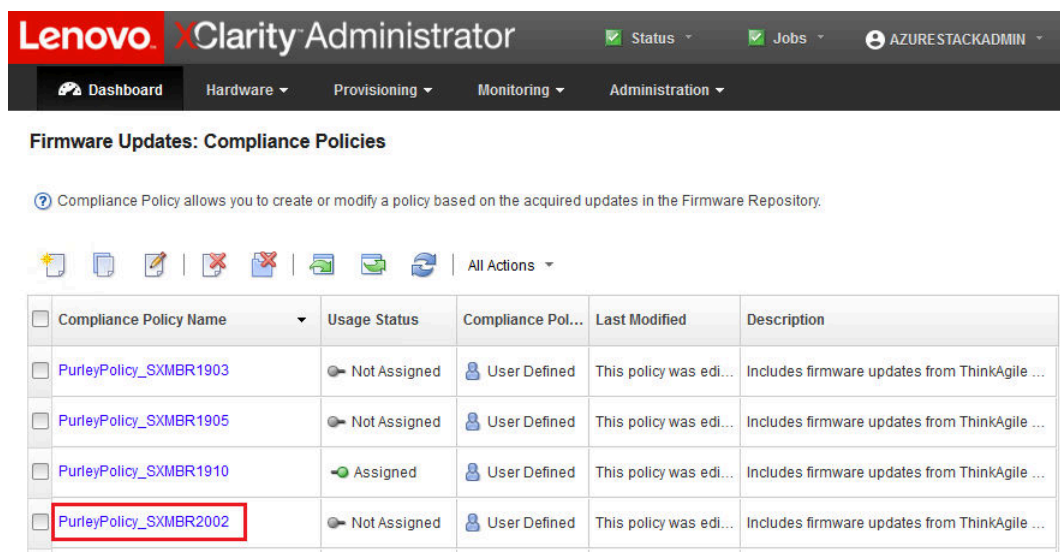 Lenovo. XClarity Administrator Status Jobs AZURESTACKADMIN
Dashboard Hardware Provisioning Monitoring Administration
Firmware Updates: Compliance Policies
? Compliance Policy allows you to create or modify a policy based on the acquired updates in the Firmware Repository.
All Actions
Compliance Policy Name Usage Status Compliance Pol... Last Modified Description
PurleyPolicy_SXMBR1903 Not Assigned User Defined This policy was edi... Includes firmware updates from ThinkAgile ...
PurleyPolicy_SXMBR1905 Not Assigned User Defined This policy was edi... Includes firmware updates from ThinkAgile ...
PurleyPolicy_SXMBR1910 Assigned User Defined This policy was edi... Includes firmware updates from ThinkAgile ...
PurleyPolicy_SXMBR2002 Not Assigned User Defined This policy was edi... Includes firmware updates from ThinkAgile ...